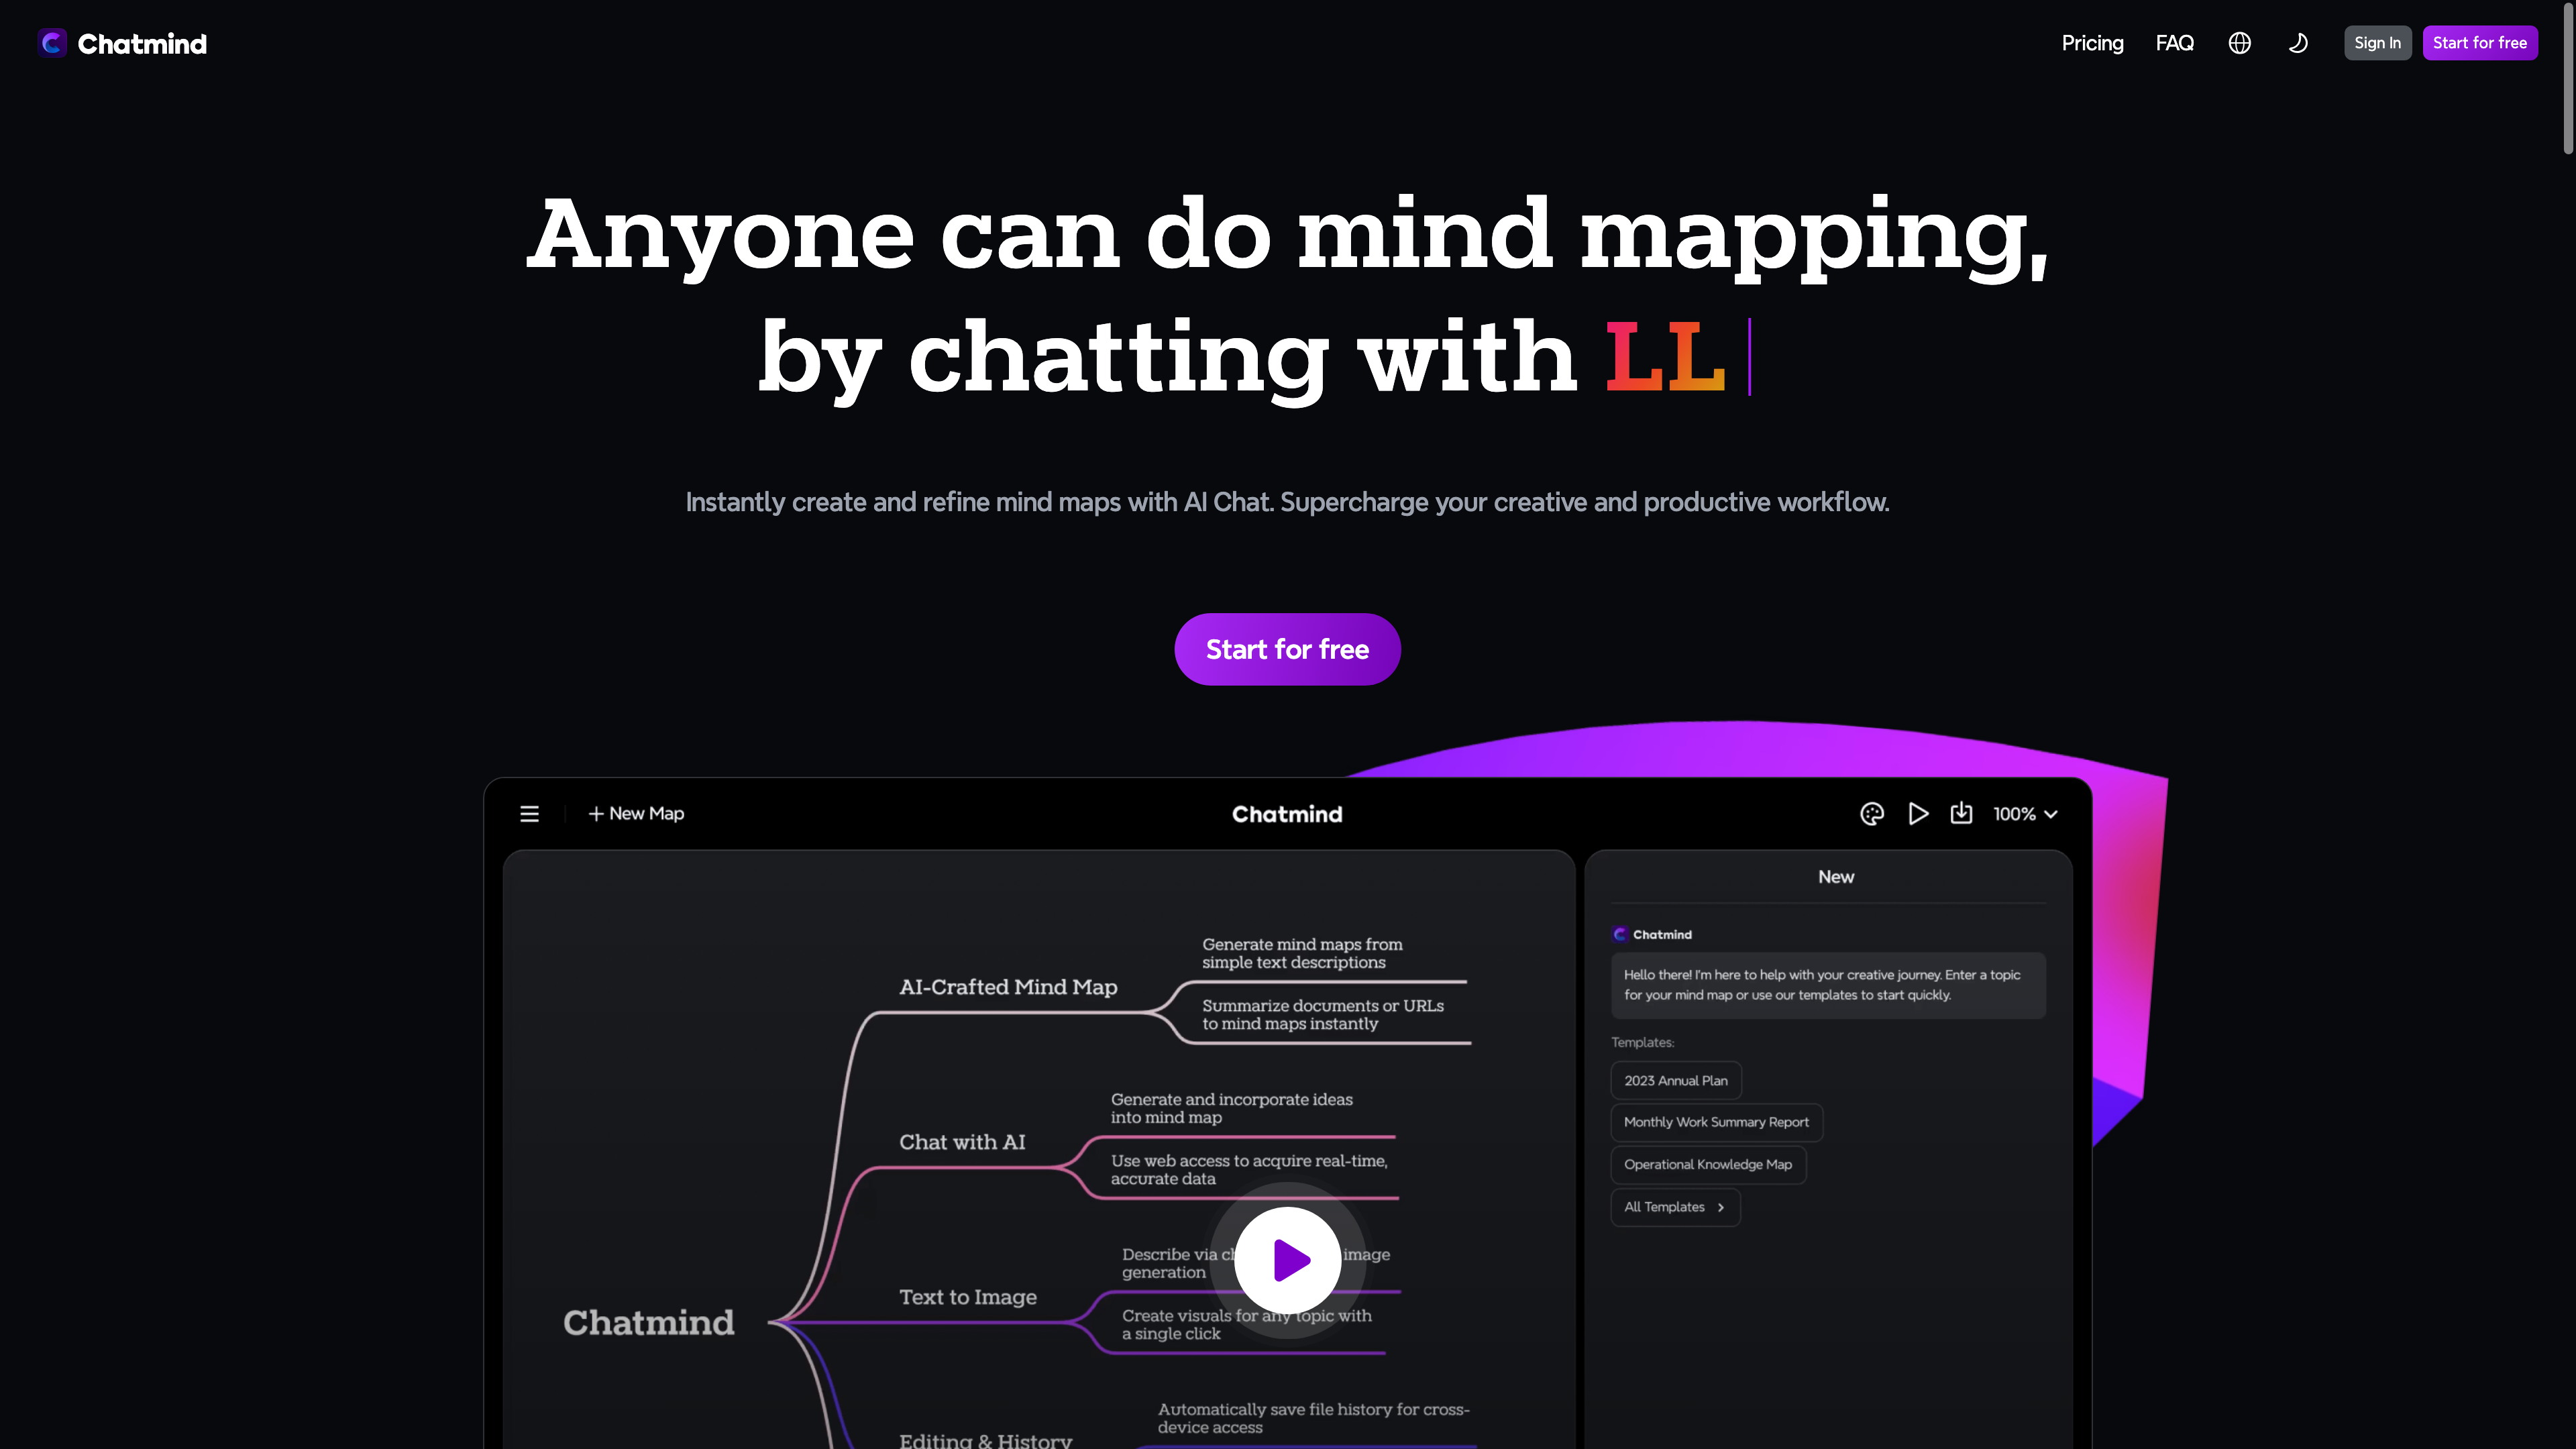 Chatmind
Pricing
FAQ
Sign In
Start for free
Anyone can do mind mapping,
by chatting with LL
Instantly create and refine mind maps with AI Chat. Supercharge your creative and productive workflow.
Start for free
New Map
Chatmind
100%
AI-Crafted Mind Map
Generate mind maps from
simple text descriptions
Summarize documents or URLs
to mind maps instantly
Chat with AI
Generate and incorporate ideas
into mind map
Use web access to acquire real-time,
accurate data
Text to Image
Describe via image
generation
Create visuals for any topic with
a single click
Chatmind
Editing & History
Automatically save file history for cross-
device access
New
Chatmind
Hello there! I'm here to help with your creative journey. Enter a topic
for your mind map or use our templates to start quickly.
Templates:
2023 Annual Plan
Monthly Work Summary Report
Operational Knowledge Map
All Templates